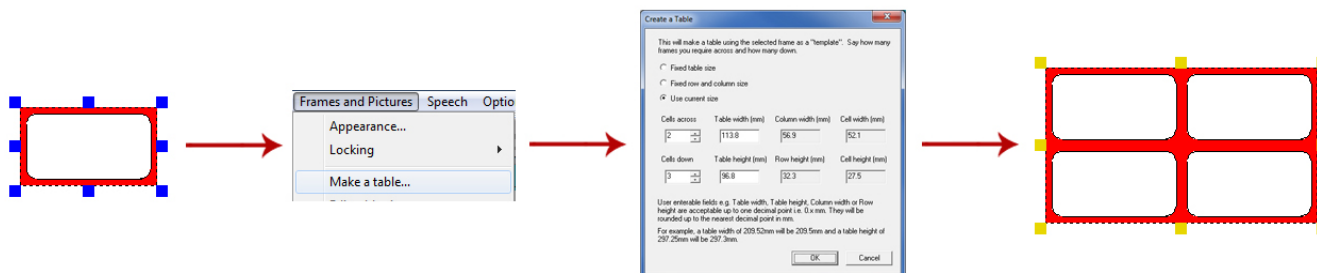 Frames and Pictures Speech Optio
Appearance...
Locking
Make a table...
Create a Table
This will make a table using the selected frame as a "template". Say how many
frames you require across and how many down.
Fixed table size
Fixed row and column size
Use current size
Cells across Table width (mm) Column width (mm) Cell width (mm)
2 113.8 56.9 52.1
Cells down Table height (mm) Row height (mm) Cell height (mm)
3 96.8 32.3 27.5
User enterable fields e.g. Table width, Table height, Column width or Row
height are acceptable up to one decimal point i.e. 0.x mm. They will be
rounded up to the nearest decimal point in mm.
For example, a table width of 209.52mm will be 209.5mm and a table height of
297.25mm will be 297.3mm.
OK Cancel